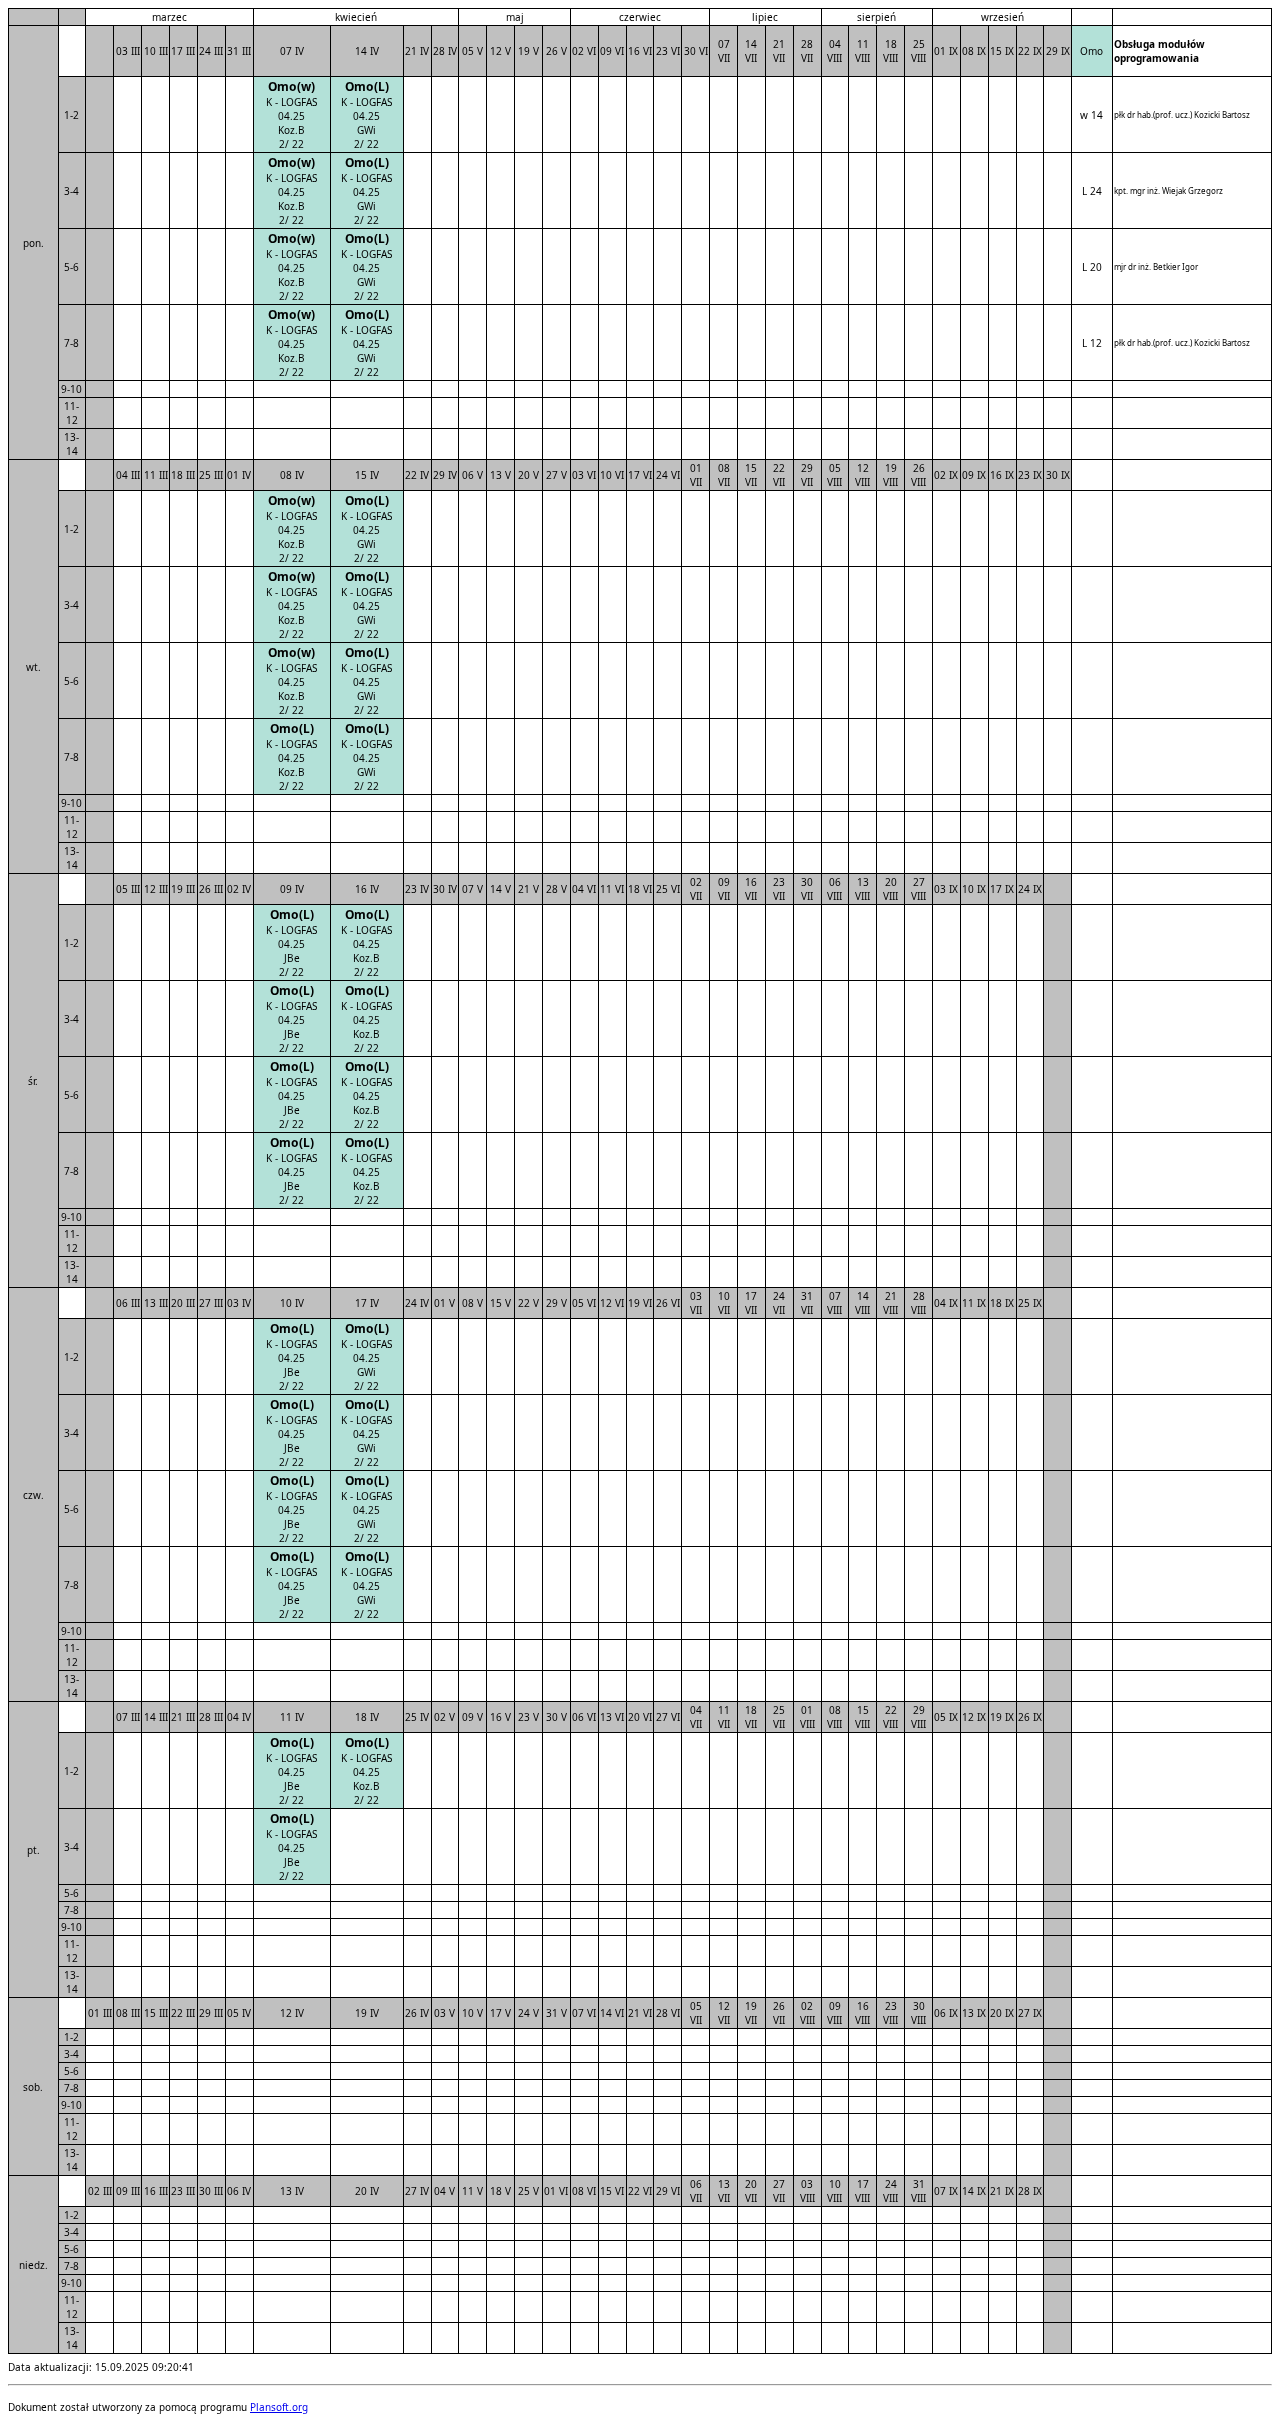 marzec kwiecień maj czerwiec lipiec sierpień wrzesień
pon. 03 III 10 III 17 III 24 III 31 III 07 IV 14 IV 21 IV 28 IV 05 V 12 V 19 V 26 V 02 VI 09 VI 16 VI 23 VI 30 VI 07 VII 14 VII 21 VII 28 VII 04 VIII 11 VIII 18 VIII 25 VIII 01 IX 08 IX 15 IX 22 IX 29 IX Omo Obsługa modułów oprogramowania
1-2 w 14 płk dr hab.(prof. ucz.) Kozicki Bartosz
Omo(w) Omo(L)
K - LOGFAS K - LOGFAS
04.25 04.25
Koz.B GWi
2/ 22 2/ 22
3-4 L 24 kpt. mgr inż. Wiejak Grzegorz
Omo(w) Omo(L)
K - LOGFAS K - LOGFAS
04.25 04.25
Koz.B GWi
2/ 22 2/ 22
5-6 L 20 mjr dr inż. Betkier Igor
Omo(w) Omo(L)
K - LOGFAS K - LOGFAS
04.25 04.25
Koz.B GWi
2/ 22 2/ 22
7-8 L 12 płk dr hab.(prof. ucz.) Kozicki Bartosz
Omo(w) Omo(L)
K - LOGFAS K - LOGFAS
04.25 04.25
Koz.B GWi
2/ 22 2/ 22
9-10
11-
12
13-
14
wt. 04 III 11 III 18 III 25 III 01 IV 08 IV 15 IV 22 IV 29 IV 06 V 13 V 20 V 27 V 03 VI 10 VI 17 VI 24 VI 01 VII 08 VII 15 VII 22 VII 29 VII 05 VIII 12 VIII 19 VIII 26 VIII 02 IX 09 IX 16 IX 23 IX 30 IX
1-2
Omo(w) Omo(L)
K - LOGFAS K - LOGFAS
04.25 04.25
Koz.B GWi
2/ 22 2/ 22
3-4
Omo(w) Omo(L)
K - LOGFAS K - LOGFAS
04.25 04.25
Koz.B GWi
2/ 22 2/ 22
5-6
Omo(w) Omo(L)
K - LOGFAS K - LOGFAS
04.25 04.25
Koz.B GWi
2/ 22 2/ 22
7-8
Omo(L) Omo(L)
K - LOGFAS K - LOGFAS
04.25 04.25
Koz.B GWi
2/ 22 2/ 22
9-10
11-
12
13-
14
śr. 05 III 12 III 19 III 26 III 02 IV 09 IV 16 IV 23 IV 30 IV 07 V 14 V 21 V 28 V 04 VI 11 VI 18 VI 25 VI 02 VII 09 VII 16 VII 23 VII 30 VII 06 VIII 13 VIII 20 VIII 27 VIII 03 IX 10 IX 17 IX 24 IX
1-2
Omo(L) Omo(L)
K - LOGFAS K - LOGFAS
04.25 04.25
JBe Koz.B
2/ 22 2/ 22
3-4
Omo(L) Omo(L)
K - LOGFAS K - LOGFAS
04.25 04.25
JBe Koz.B
2/ 22 2/ 22
5-6
Omo(L) Omo(L)
K - LOGFAS K - LOGFAS
04.25 04.25
JBe Koz.B
2/ 22 2/ 22
7-8
Omo(L) Omo(L)
K - LOGFAS K - LOGFAS
04.25 04.25
JBe Koz.B
2/ 22 2/ 22
9-10
11-
12
13-
14
czw. 06 III 13 III 20 III 27 III 03 IV 10 IV 17 IV 24 IV 01 V 08 V 15 V 22 V 29 V 05 VI 12 VI 19 VI 26 VI 03 VII 10 VII 17 VII 24 VII 31 VII 07 VIII 14 VIII 21 VIII 28 VIII 04 IX 11 IX 18 IX 25 IX
1-2
Omo(L) Omo(L)
K - LOGFAS K - LOGFAS
04.25 04.25
JBe GWi
2/ 22 2/ 22
3-4
Omo(L) Omo(L)
K - LOGFAS K - LOGFAS
04.25 04.25
JBe GWi
2/ 22 2/ 22
5-6
Omo(L) Omo(L)
K - LOGFAS K - LOGFAS
04.25 04.25
JBe GWi
2/ 22 2/ 22
7-8
Omo(L) Omo(L)
K - LOGFAS K - LOGFAS
04.25 04.25
JBe GWi
2/ 22 2/ 22
9-10
11-
12
13-
14
pt. 07 III 14 III 21 III 28 III 04 IV 11 IV 18 IV 25 IV 02 V 09 V 16 V 23 V 30 V 06 VI 13 VI 20 VI 27 VI 04 VII 11 VII 18 VII 25 VII 01 VIII 08 VIII 15 VIII 22 VIII 29 VIII 05 IX 12 IX 19 IX 26 IX
1-2
Omo(L) Omo(L)
K - LOGFAS K - LOGFAS
04.25 04.25
JBe Koz.B
2/ 22 2/ 22
3-4
Omo(L)
K - LOGFAS
04.25
JBe
2/ 22
5-6
7-8
9-10
11-
12
13-
14
sob. 01 III 08 III 15 III 22 III 29 III 05 IV 12 IV 19 IV 26 IV 03 V 10 V 17 V 24 V 31 V 07 VI 14 VI 21 VI 28 VI 05 VII 12 VII 19 VII 26 VII 02 VIII 09 VIII 16 VIII 23 VIII 30 VIII 06 IX 13 IX 20 IX 27 IX
1-2
3-4
5-6
7-8
9-10
11-
12
13-
14
niedz. 02 III 09 III 16 III 23 III 30 III 06 IV 13 IV 20 IV 27 IV 04 V 11 V 18 V 25 V 01 VI 08 VI 15 VI 22 VI 29 VI 06 VII 13 VII 20 VII 27 VII 03 VIII 10 VIII 17 VIII 24 VIII 31 VIII 07 IX 14 IX 21 IX 28 IX
1-2
3-4
5-6
7-8
9-10
11-
12
13-
14
Data aktualizacji: 15.09.2025 09:20:41
Dokument został utworzony za pomocą programu Plansoft.org